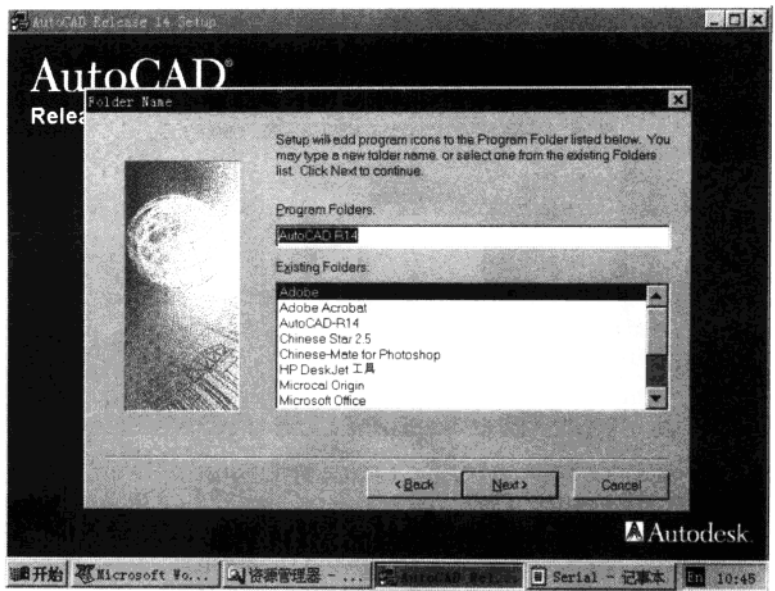 AutoCAD Release 14 Setup
AutoCAD®
Relea
Folder Name
Setup will add program icons to the Program Folder listed below. You
may type a new folder name, or select one from the existing Folders
list. Click Next to continue.
Program Folders:
AutoCAD R14
Existing Folders:
Adobe
Adobe Acrobat
AutoCAD-R14
Chinese Star 2.5
Chinese-Mate for Photoshop
HP DeskJet 工具
Microcal Origin
Microsoft Office
< Back
Next >
Cancel
Autodesk
开始
Microsoft Wo...
资源管理器 - ...
AutoCAD Rel...
Serial - 记事本
En
10:45